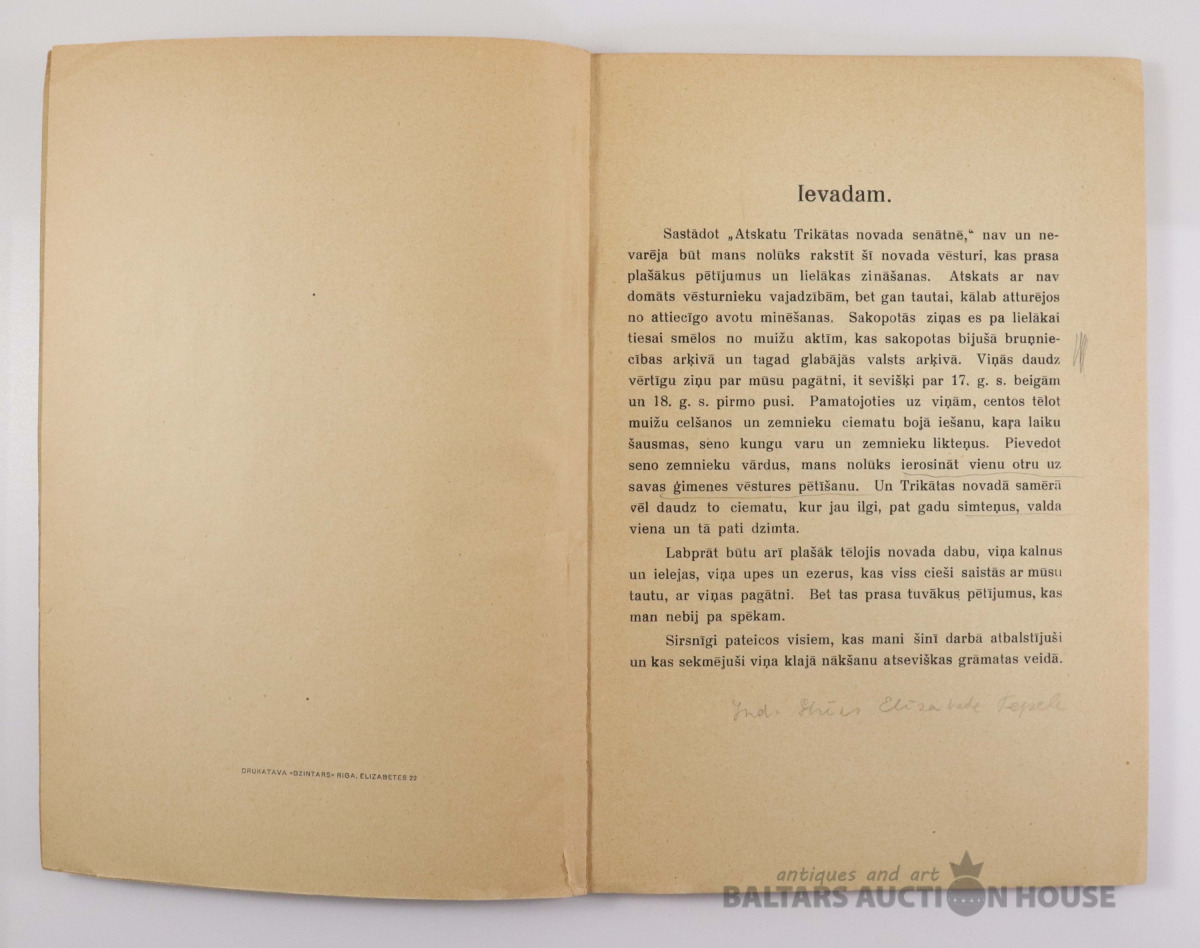 DRUKĀTAVA «DZINTARS» RĪGĀ, ELIZABETES 22
Ievadam.
Sastādot „Atskatu Trikātas novada senātnē,“ nav un ne-
varēja būt mans nolūks rakstīt šī novada vēsturi, kas prasa
plašākus pētījumus un lielākas zināšanas. Atskats ar nav
domāts vēsturnieku vajadzībām, bet gan tautai, kālab atturējos
no attiecīgo avotu minēšanas. Sakopotās ziņas es pa lielākai
tiesai smēlos no muižu aktīm, kas sakopotas bijušā bruņnie-
cības arķivā un tagad glabājās valsts arķivā. Viņās daudz
vērtīgu ziņu par mūsu pagātni, it sevišķi par 17. g. s. beigām
un 18. g. s. pirmo pusi. Pamatojoties uz viņām, centos tēlot
muižu celšanos un zemnieku ciematu bojā iešanu, kaŗa laiku
šausmas, seno kungu varu un zemnieku likteņus. Pievedot
seno zemnieku vārdus, mans nolūks ierosināt vienu otru uz
savas ģimenes vēstures pētīšanu. Un Trikātas novadā samērā
vēl daudz to ciematu, kur jau ilgi, pat gadu simteņus, valda
viena un tā pati dzimta.
Labprāt būtu arī plašāk tēlojis novada dabu, viņa kalnus
un ielejas, viņa upes un ezerus, kas viss cieši saistās ar mūsu
tautu, ar viņas pagātni. Bet tas prasa tuvākus pētījumus, kas
man nebij pa spēkam.
Sirsnīgi pateicos visiem, kas mani šinī darbā atbalstījuši
un kas sekmējuši viņa klajā nākšanu atseviškas grāmatas veidā.
Elīzabete
antiques and art
BALTARS AUCTION HOUSE